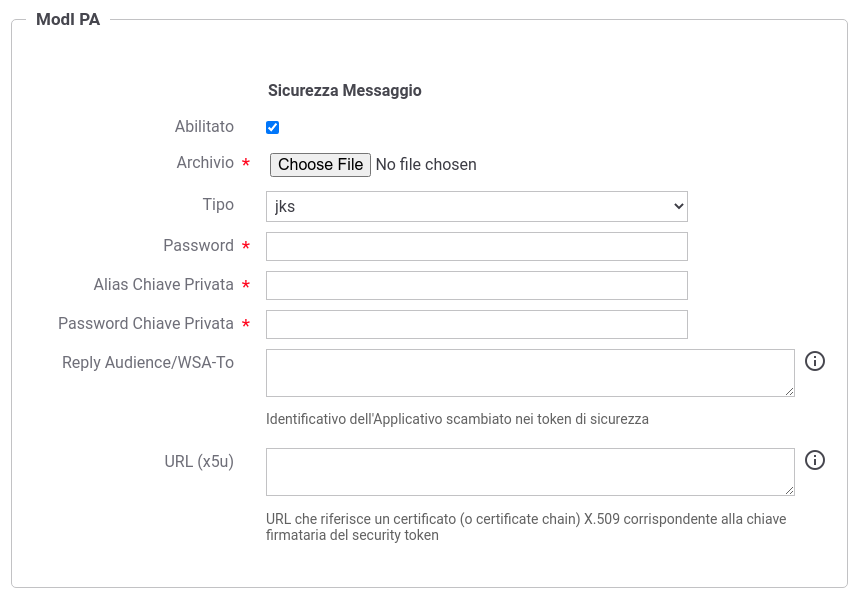 ModI PA
Sicurezza Messaggio
Abilitato
Archivio * Choose File No file chosen
Tipo jks
Password *
Alias Chiave Privata *
Password Chiave Privata *
Reply Audience/WSA-To
Identificativo dell'Applicativo scambiato nei token di sicurezza
URL (x5u)
URL che riferisce un certificato (o certificate chain) X.509 corrispondente alla chiave
firmataria del security token